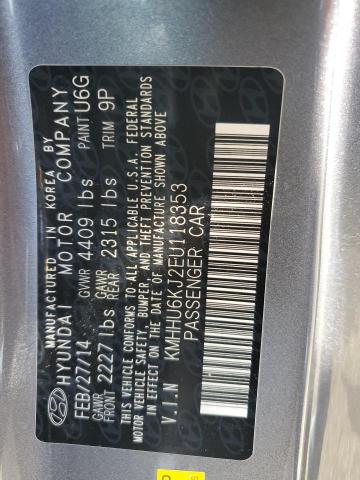 MANUFACTURED IN KOREA BY
HYUNDAI MOTOR COMPANY
FEB/27/14 GVWR 4409 lbs PAINT U6G
GAWR FRONT 2227 lbs GAWR REAR 2315 lbs TRIM 9P
THIS VEHICLE CONFORMS TO ALL APPLICABLE U.S.A. FEDERAL
MOTOR VEHICLE SAFETY, BUMPER, AND THEFT PREVENTION STANDARDS
IN EFFECT ON THE DATE OF MANUFACTURE SHOWN ABOVE
V.I.N KMHHU6KJ2EU118353
PASSENGER CAR